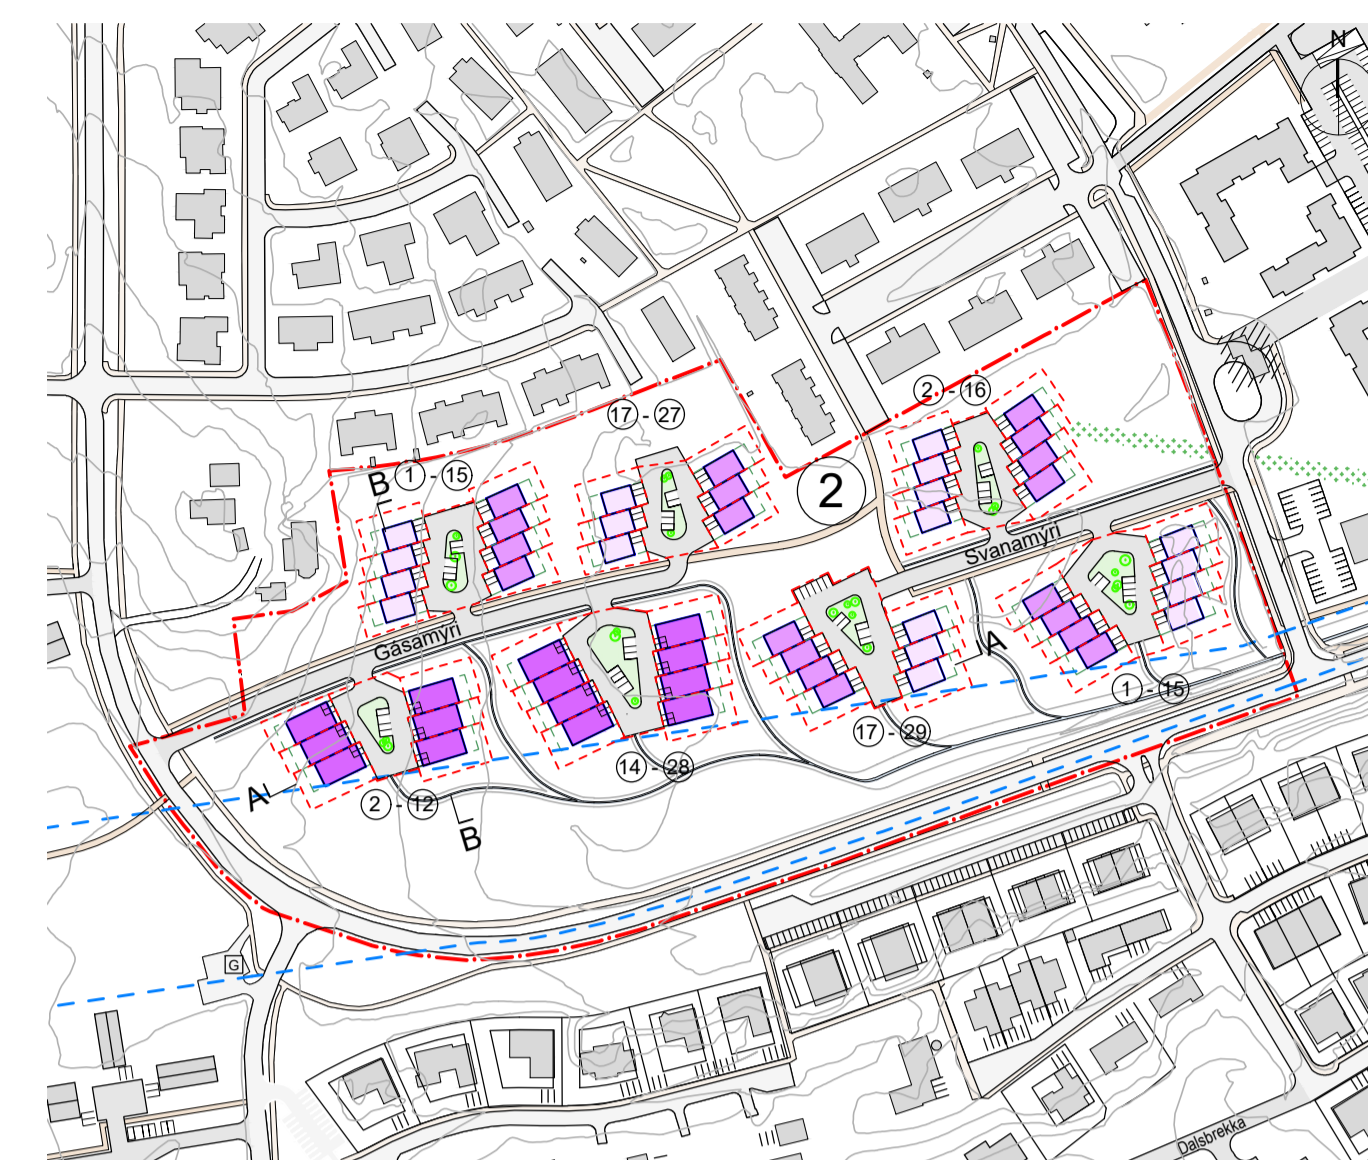 N
2 - 16
17 - 27
B 1 - 15
2
Svanamýri
Gásamýri
A
1 - 15
17 - 29
14 - 28
A
2 - 12
B
G
Dalsbrekka